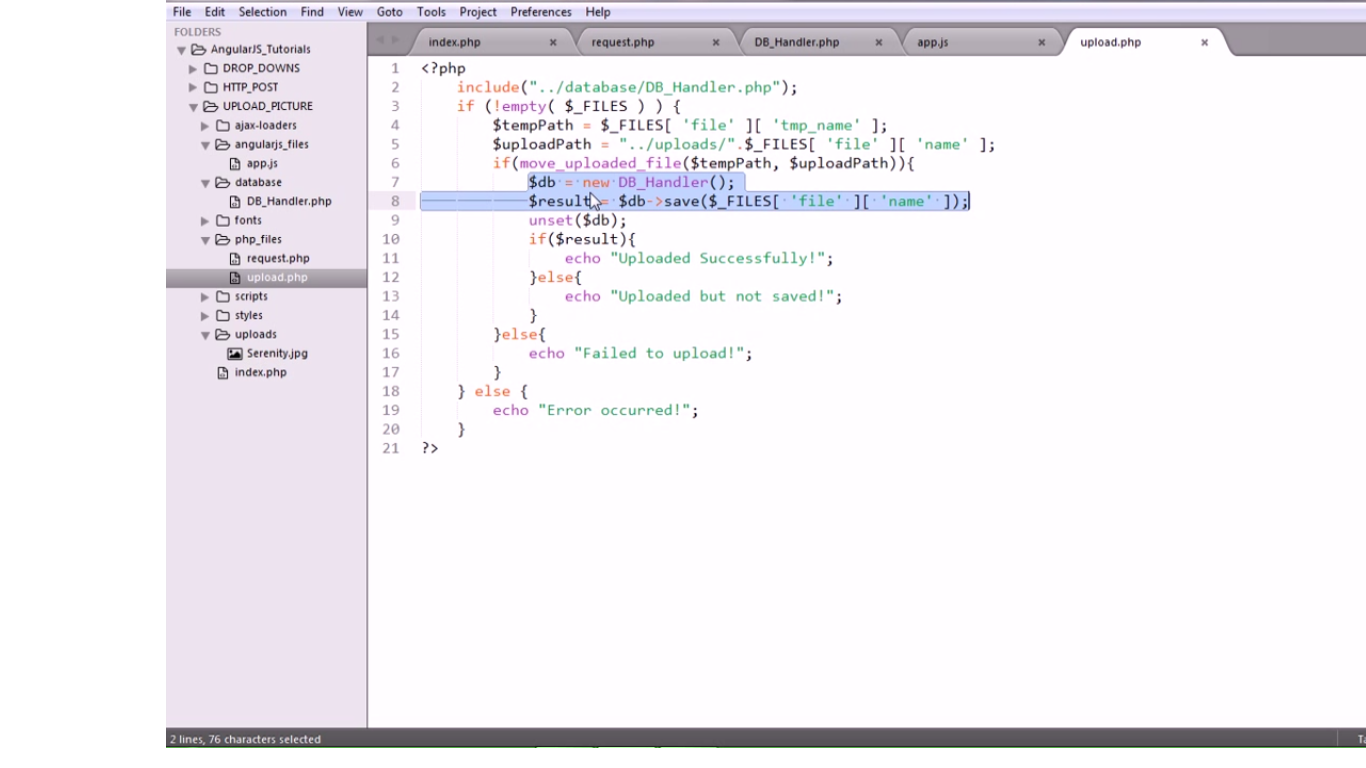 File Edit Selection Find View Goto Tools Project Preferences Help
FOLDERS
AngularJS_Tutorials
DROP_DOWNS
HTTP_POST
UPLOAD_PICTURE
ajax-loaders
angularjs_files
app.js
database
DB_Handler.php
fonts
php_files
request.php
upload.php
scripts
styles
uploads
Serenity.jpg
index.php
index.php × request.php × DB_Handler.php × app.js × upload.php ×
1 <?php
2 include("../database/DB_Handler.php");
3 if (!empty( $_FILES ) ) {
4 $tempPath = $_FILES[ 'file' ][ 'tmp_name' ];
5 $uploadPath = "../uploads/".$_FILES[ 'file' ][ 'name' ];
6 if(move_uploaded_file($tempPath, $uploadPath)){
7 $db = new DB_Handler();
8 $result = $db->save($_FILES[ 'file' ][ 'name' ]);
9 unset($db);
10 if($result){
11 echo "Uploaded Successfully!";
12 }else{
13 echo "Uploaded but not saved!";
14 }
15 }else{
16 echo "Failed to upload!";
17 }
18 } else {
19 echo "Error occurred!";
20 }
21 ?>
2 lines, 76 characters selected